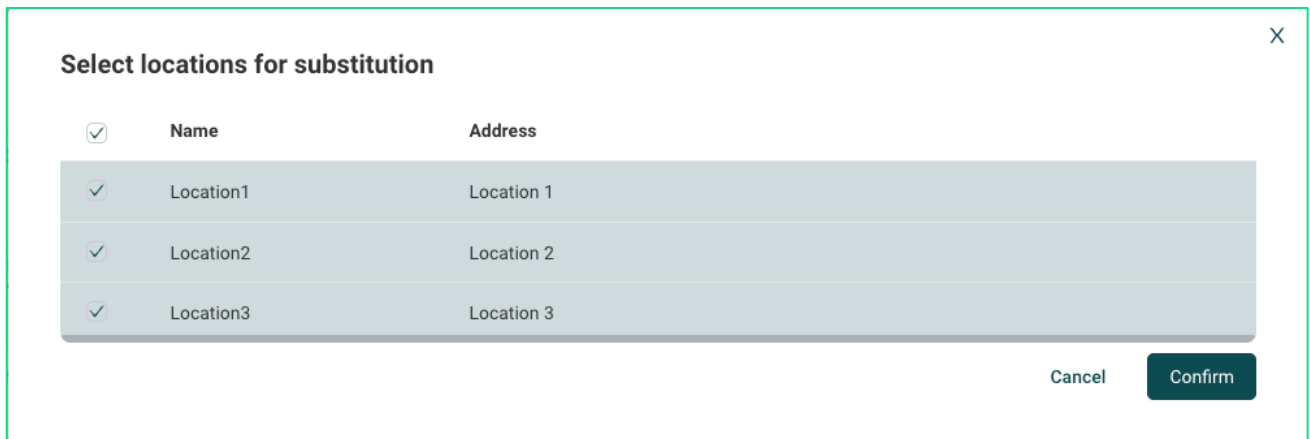 X
Select locations for substitution
Name Address
Location1 Location 1
Location2 Location 2
Location3 Location 3
Cancel Confirm